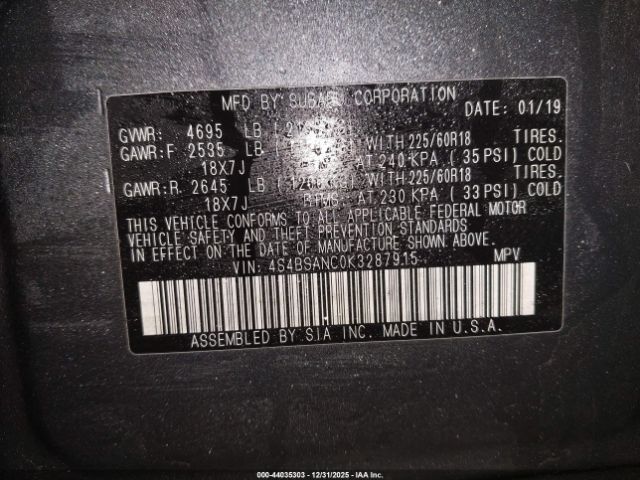 MFD BY SUBARU CORPORATION
DATE: 01/19
GVWR: 4695 LB
GAWR:F 2535 LB WITH 225/60R18 TIRES.
18X7J AT 240 KPA ( 35 PSI) COLD
GAWR:R 2645 LB WITH 225/60R18 TIRES.
18X7J RIMS AT 230 KPA ( 33 PSI) COLD
THIS VEHICLE CONFORMS TO ALL APPLICABLE FEDERAL MOTOR
VEHICLE SAFETY AND THEFT PREVENTION STANDARDS
IN EFFECT ON THE DATE OF MANUFACTURE SHOWN ABOVE.
VIN: 4S4BSANC0K3287915 MPV
ASSEMBLED BY SIA INC. MADE IN U.S.A.
000-44035303 - 12/31/2025 - IAA Inc.